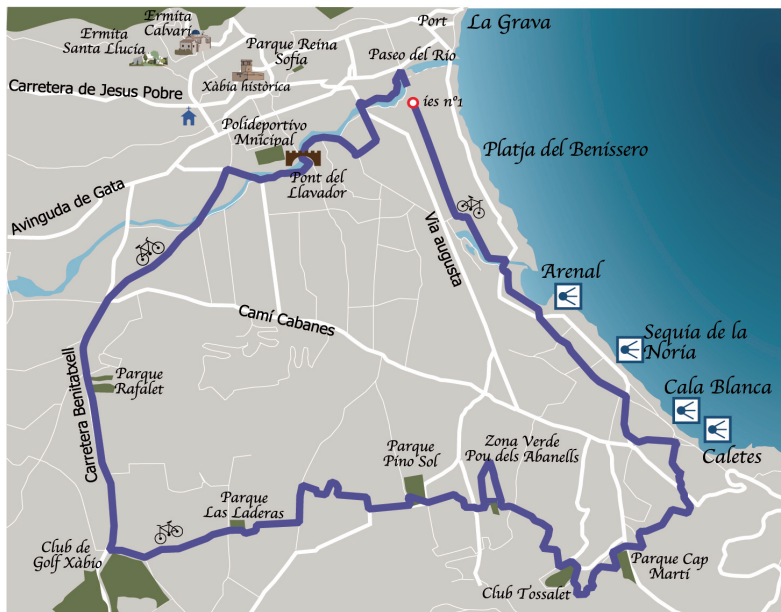 Ermita
Calvari
Ermita
Santa Llucia
Port
La Grava
Parque Reina
Sofia
Paseo del Rio
Carretera de Jesus Pobre
Xàbia històrica
ies nº1
Polideportivo
Mnicipal
Platja del Benissero
Pont del
Llavador
Avinguda de Gata
Via augusta
Arenal
Camí Cabanes
Sequia de la
Noria
Carretera Benitatxell
Parque
Rafalet
Cala Blanca
Caletes
Parque
Pino Sol
Zona Verde
Pou dels Abanells
Parque
Las Laderas
Club de
Golf Xàbio
Parque Cap
Martí
Club Tossalet